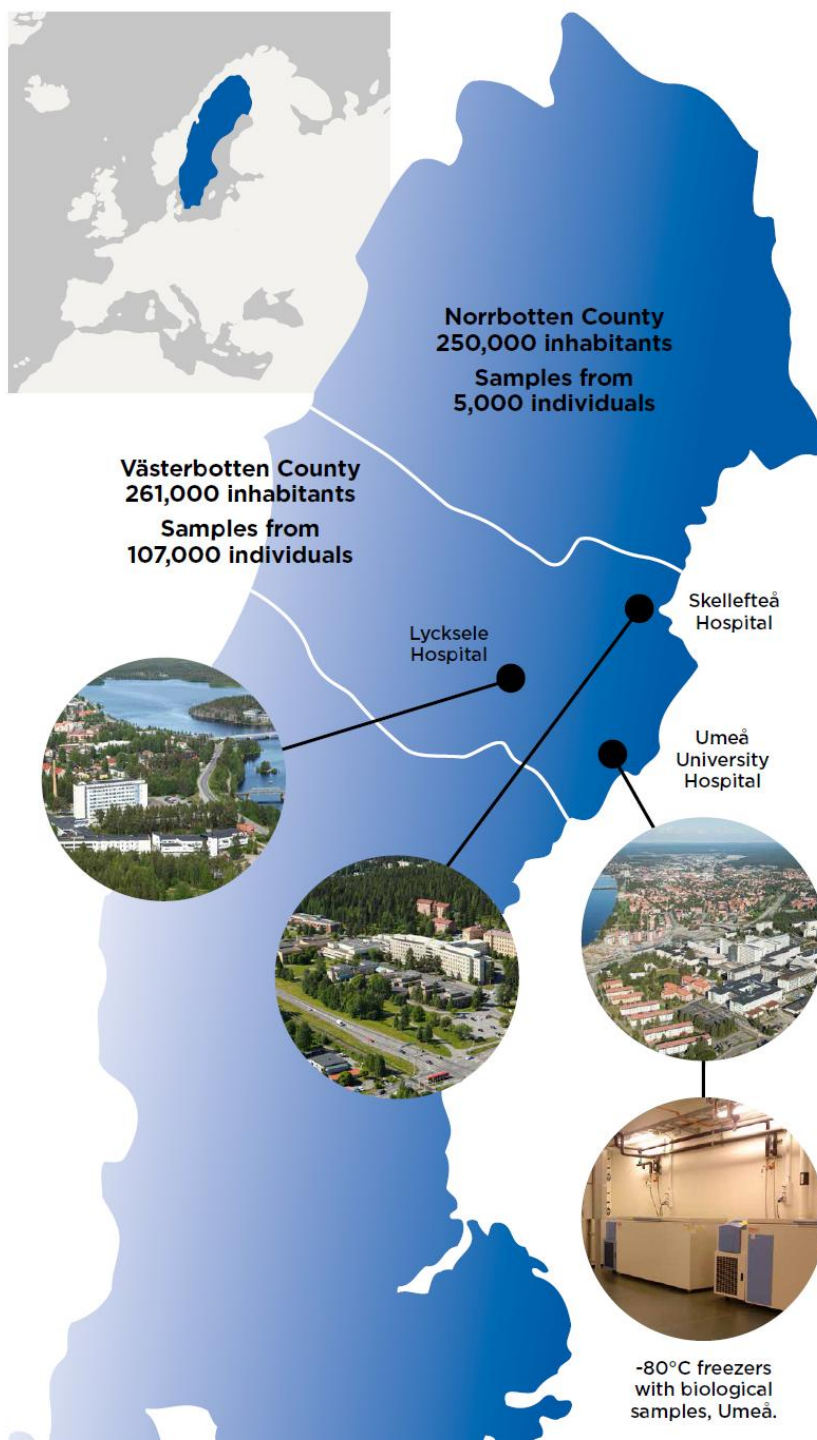 Norrbotten County
250,000 inhabitants
Samples from
5,000 individuals
Västerbotten County
261,000 inhabitants
Samples from
107,000 individuals
Skellefteå
Hospital
Lycksele
Hospital
Umeå
University
Hospital
-80°C freezers
with biological
samples, Umeå.